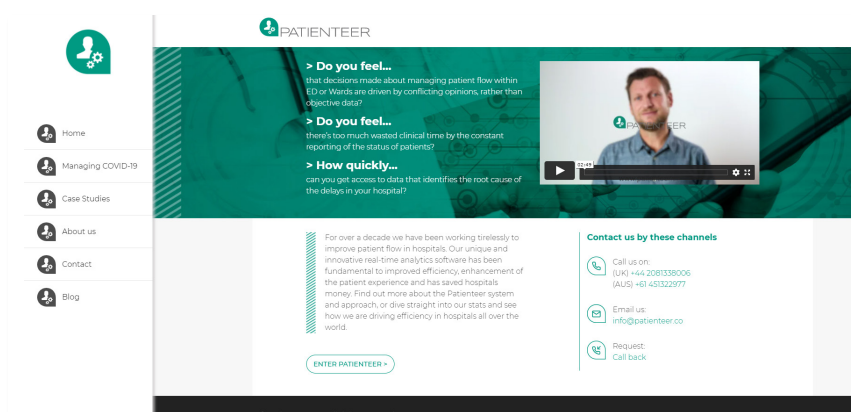 PATIENTEER
Home
Managing COVID-19
Case Studies
About us
Contact
Blog
> Do you feel...
that decisions made about managing patient flow within
ED or Wards are driven by conflicting opinions, rather than
objective data?
> Do you feel...
there's too much wasted clinical time by the constant
reporting of the status of patients?
> How quickly...
can you get access to data that identifies the root cause of
the delays in your hospital?
PATIENTEER
02:49
For over a decade we have been working tirelessly to
improve patient flow in hospitals. Our unique and
innovative real-time analytics software has been
fundamental to improved efficiency, enhancement of
the patient experience and has saved hospitals
money. Find out more about the Patienteer system
and approach, or dive straight into our stats and see
how we are driving efficiency in hospitals all over the
world.
ENTER PATIENTEER >
Contact us by these channels
Call us on:
(UK) +44 2081338006
(AUS) +61 451322977
Email us:
info@patienteer.co
Request:
Call back